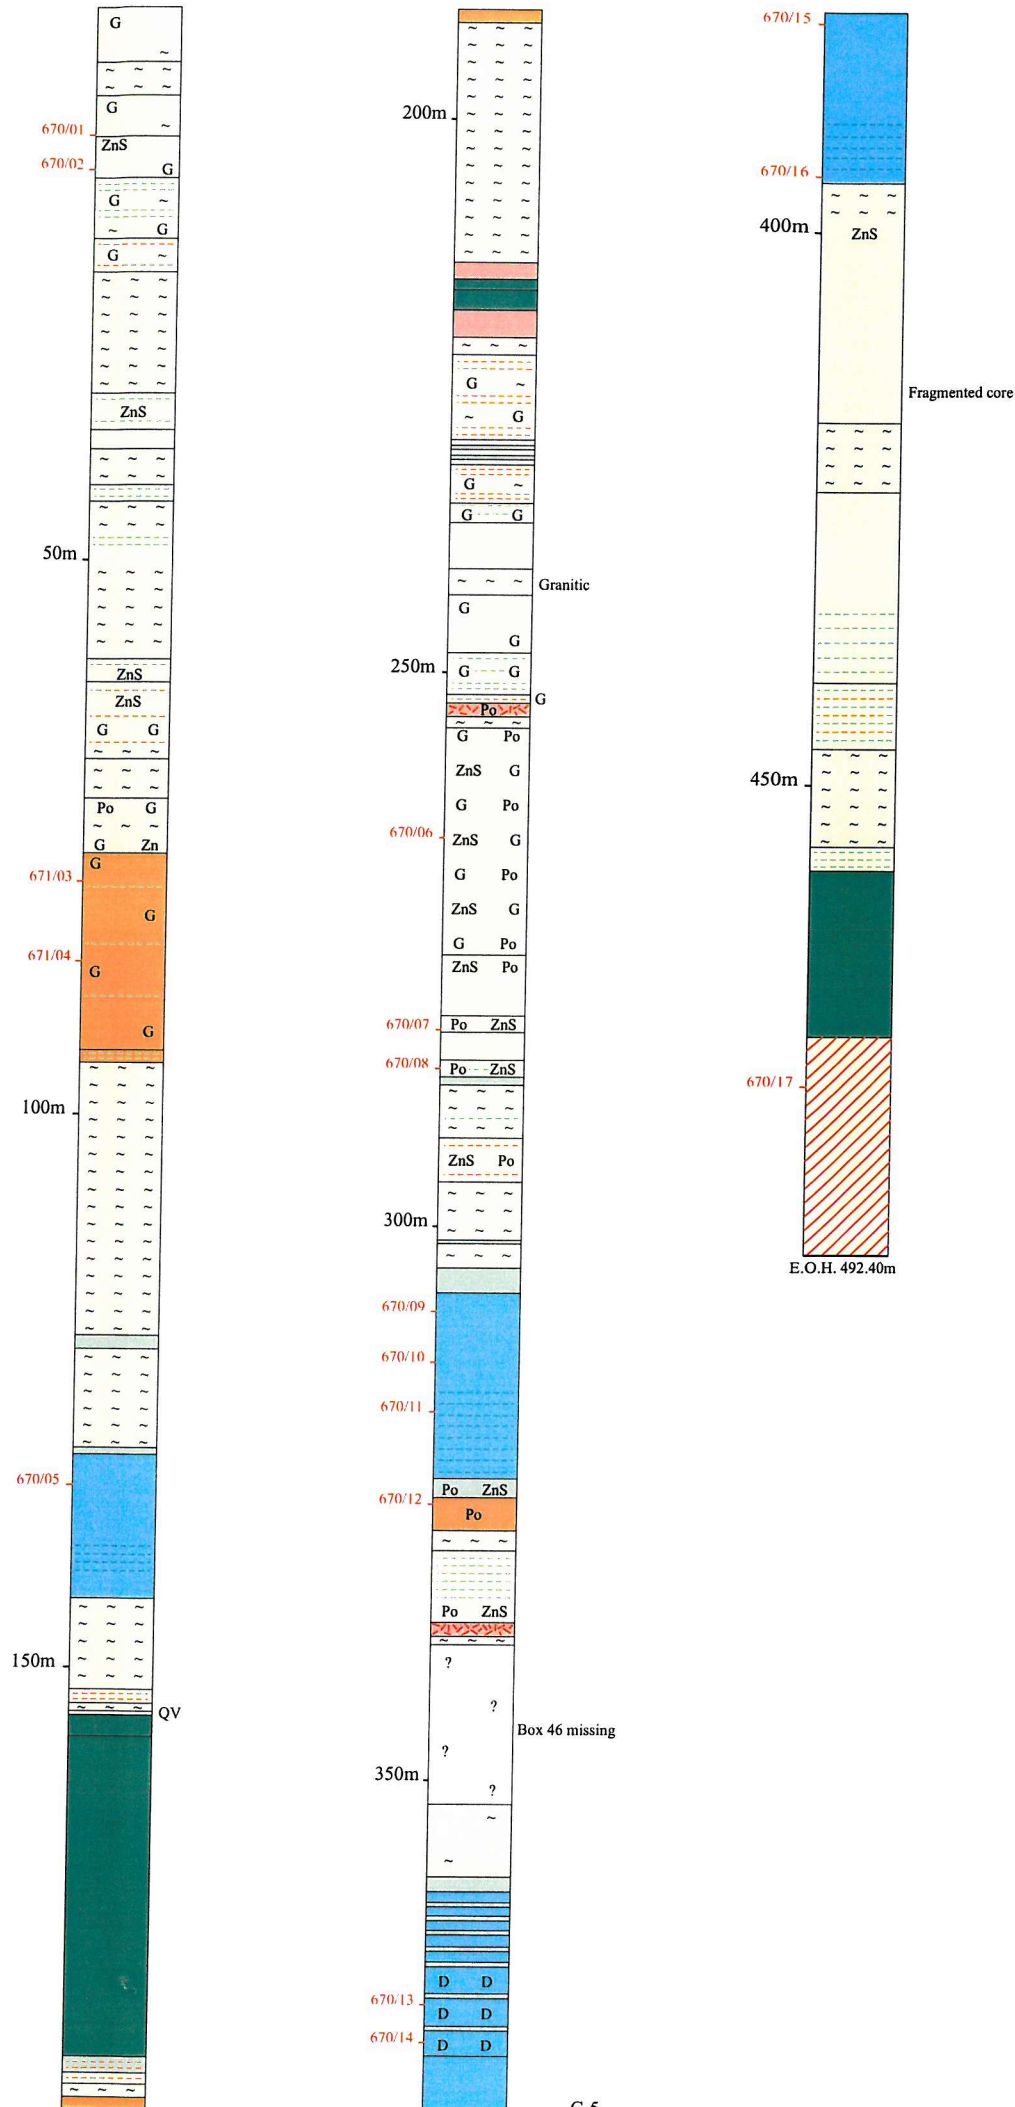 G
~
~ ~ ~
~ ~ ~
G
~
670/01
ZnS
670/02
G
G ~
~ G
G ~
ZnS
50m
ZnS
ZnS
G G
Po G
G Zn
G
671/03
G
671/04
G
G
100m
670/05
150m
QV
200m
G ~
~ G
G ~
G G
Granitic
G
G
250m
G G
G
Po
G Po
ZnS G
G Po
670/06
ZnS G
G Po
ZnS G
G Po
ZnS Po
670/07
Po ZnS
670/08
Po ZnS
ZnS Po
300m
670/09
670/10
670/11
Po ZnS
670/12
Po
Po ZnS
?
?
Box 46 missing
?
350m
?
D D
670/13
D D
670/14
D D
670/15
670/16
400m
ZnS
Fragmented core
450m
670/17
E.O.H. 492.40m